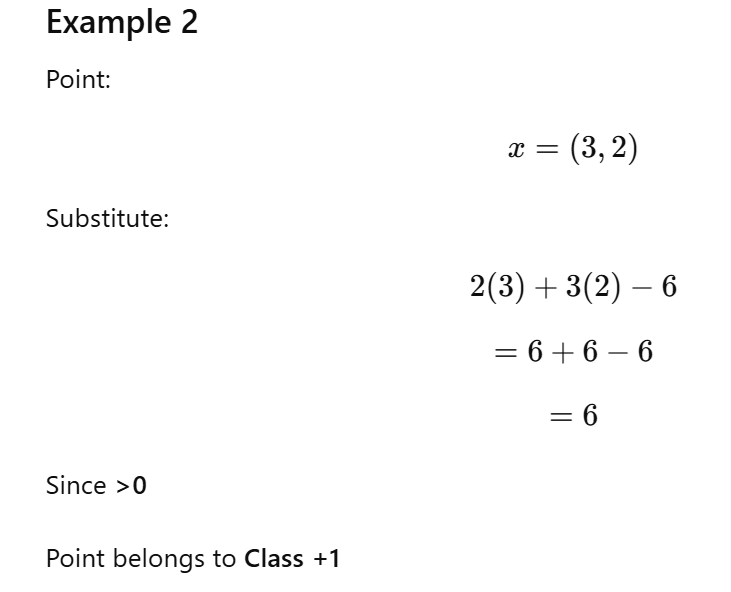 Example 2
Point:
x = (3, 2)
Substitute:
2(3) + 3(2) − 6
= 6 + 6 − 6
= 6
Since >0
Point belongs to Class +1